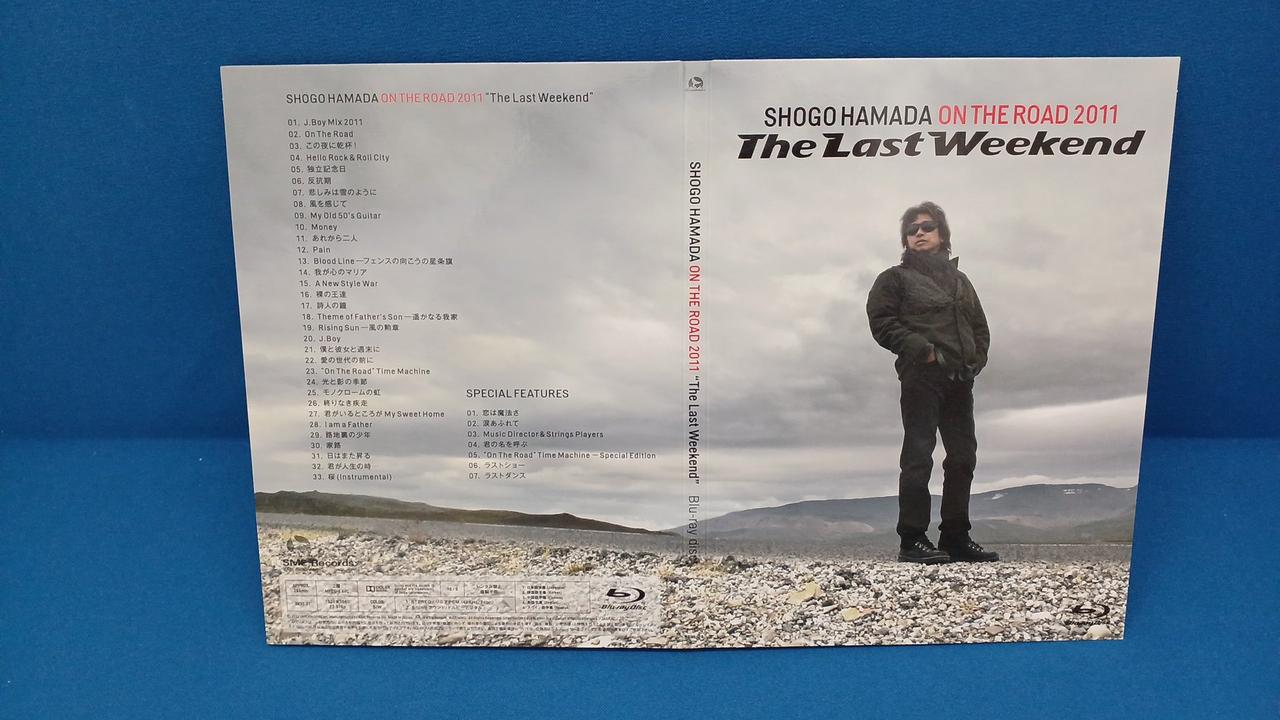 SHOGO HAMADA ON THE ROAD 2011 "The Last Weekend"
01. J.Boy Mix 2011
02. On The Road
03. この夜に乾杯！
04. Hello Rock & Roll City
05. 独立記念日
06. 反抗期
07. 悲しみは雪のように
08. 風を感じて
09. My Old 50's Guitar
10. Money
11. あれから二人
12. Pain
13. Blood Line—フェンスの向こうの星条旗
14. 我が心のマリア
15. A New Style War
16. 裸の王達
17. 詩人の鐘
18. Theme of Father's Son—遥かなる我家
19. Rising Sun—風の勲章
20. J.Boy
21. 僕と彼女と週末に
22. 愛の世代の前に
23. "On The Road" Time Machine
24. 光と影の季節
25. モノクロームの虹
26. 終りなき疾走
27. 君がいるところがMy Sweet Home
28. I am a Father
29. 路地裏の少年
30. 家路
31. 日はまた昇る
32. 君が人生の時
33. 桜 (Instrumental)
SPECIAL FEATURES
01. 恋は魔法さ
02. 涙あふれて
03. Music Director & Strings Players
04. 君の名を呼ぶ
05. "On The Road" Time Machine — Special Edition
06. ラストショー
07. ラストダンス
SME Records
Blu-ray Disc
SHOGO HAMADA ON THE ROAD 2011 "The Last Weekend" Blu-ray disc
SHOGO HAMADA ON THE ROAD 2011
The Last Weekend